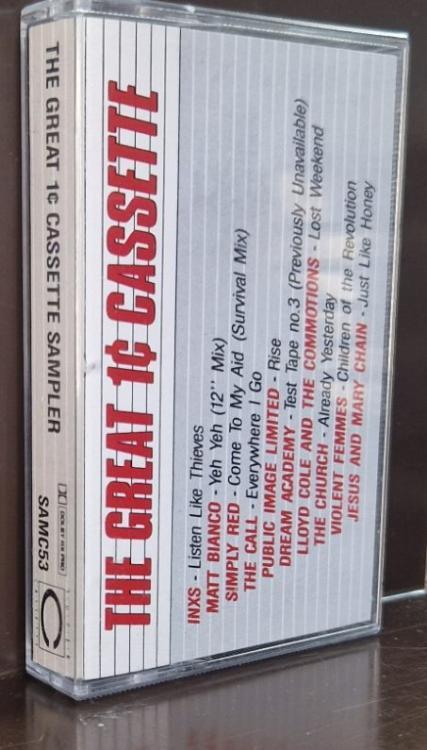 THE GREAT 1¢ CASSETTE SAMPLER
SAMC53
THE GREAT 1¢ CASSETTE
INXS - Listen Like Thieves
MATT BIANCO - Yeh Yeh (12" Mix)
SIMPLY RED - Come To My Aid (Survival Mix)
THE CALL - Everywhere I Go
PUBLIC IMAGE LIMITED - Rise
DREAM ACADEMY - Test Tape no.3 (Previously Unavailable)
LLOYD COLE AND THE COMMOTIONS - Lost Weekend
THE CHURCH - Already Yesterday
VIOLENT FEMMES - Children of the Revolution
JESUS AND MARY CHAIN - Just Like Honey